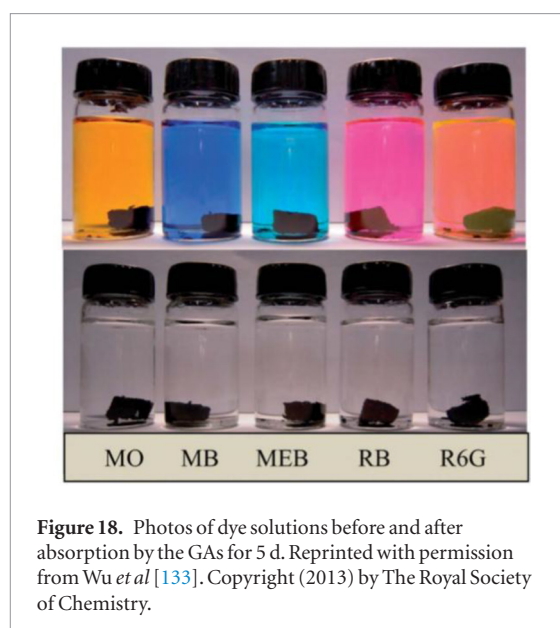 MO MB MEB RB R6G
Figure 18. Photos of dye solutions before and after
absorption by the GAs for 5 d. Reprinted with permission
from Wu et al [133]. Copyright (2013) by The Royal Society
of Chemistry.